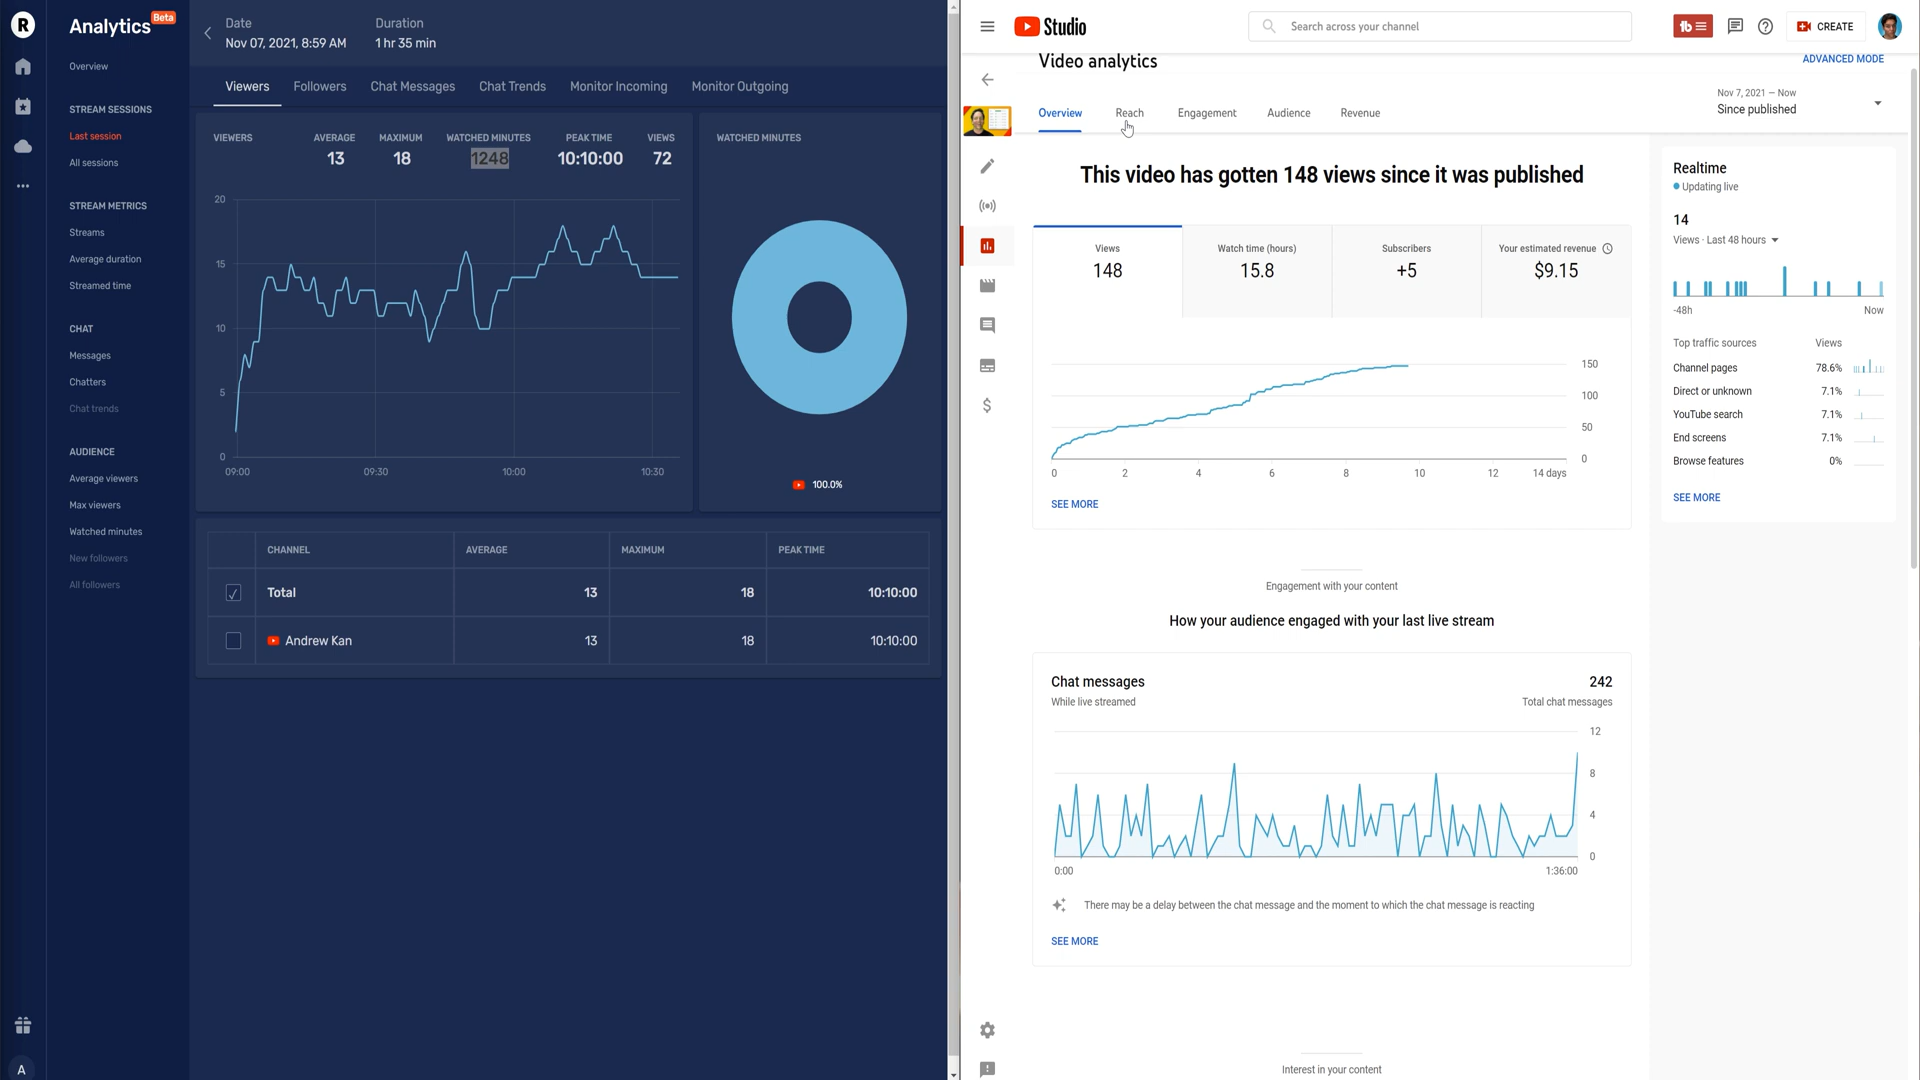 R
Analytics Beta
Overview
STREAM SESSIONS
Last session
All sessions
STREAM METRICS
Streams
Average duration
Streamed time
CHAT
Messages
Chatters
Chat trends
AUDIENCE
Average viewers
Max viewers
Watched minutes
New followers
All followers
A
Date
Nov 07, 2021, 8:59 AM
Duration
1 hr 35 min
Viewers Followers Chat Messages Chat Trends Monitor Incoming Monitor Outgoing
VIEWERS
AVERAGE MAXIMUM WATCHED MINUTES PEAK TIME VIEWS
13 18 1248 10:10:00 72
20
15
10
5
0
09:00 09:30 10:00 10:30
WATCHED MINUTES
100.0%
CHANNEL AVERAGE MAXIMUM PEAK TIME
Total 13 18 10:10:00
Andrew Kan 13 18 10:10:00
Studio
Search across your channel
tb
CREATE
Video analytics
ADVANCED MODE
Overview Reach Engagement Audience Revenue
Nov 7, 2021 – Now
Since published
This video has gotten 148 views since it was published
Views
148
Watch time (hours)
15.8
Subscribers
+5
Your estimated revenue
$9.15
150
100
50
0
0 2 4 6 8 10 12 14 days
SEE MORE
Engagement with your content
How your audience engaged with your last live stream
Chat messages 242
While live streamed Total chat messages
12
8
4
0
0:00 1:36:00
There may be a delay between the chat message and the moment to which the chat message is reacting
SEE MORE
Interest in your content
Realtime
Updating live
14
Views · Last 48 hours
-48h Now
Top traffic sources Views
Channel pages 78.6%
Direct or unknown 7.1%
YouTube search 7.1%
End screens 7.1%
Browse features 0%
SEE MORE